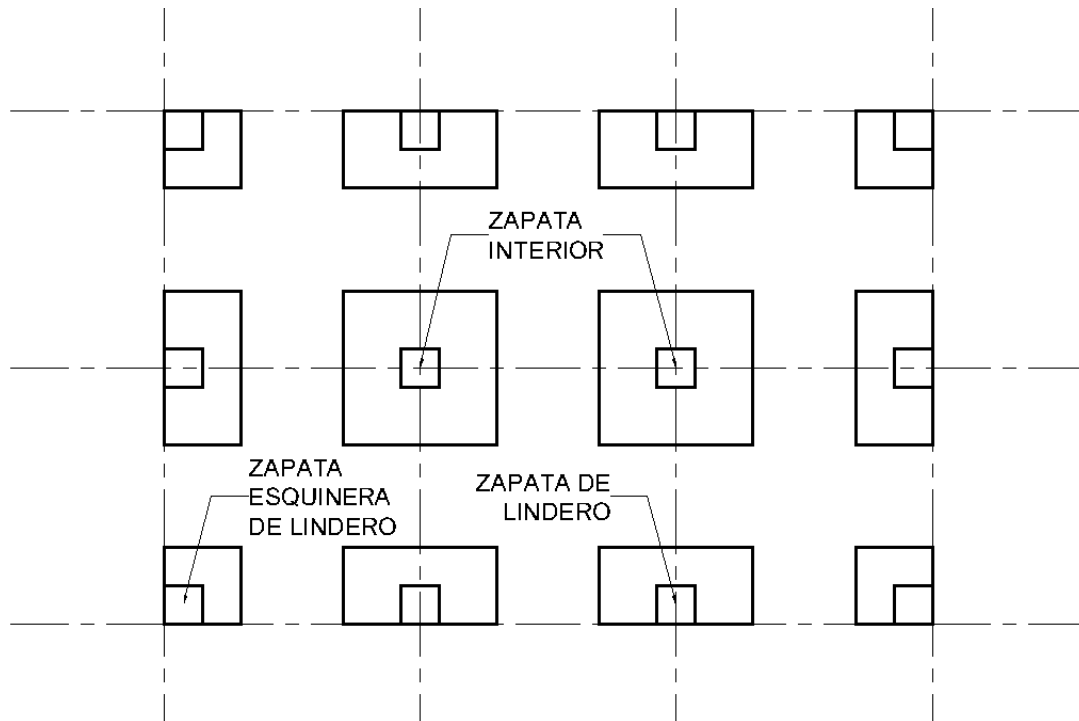 ZAPATA
INTERIOR
ZAPATA
ESQUINERA
DE LINDERO
ZAPATA DE
LINDERO